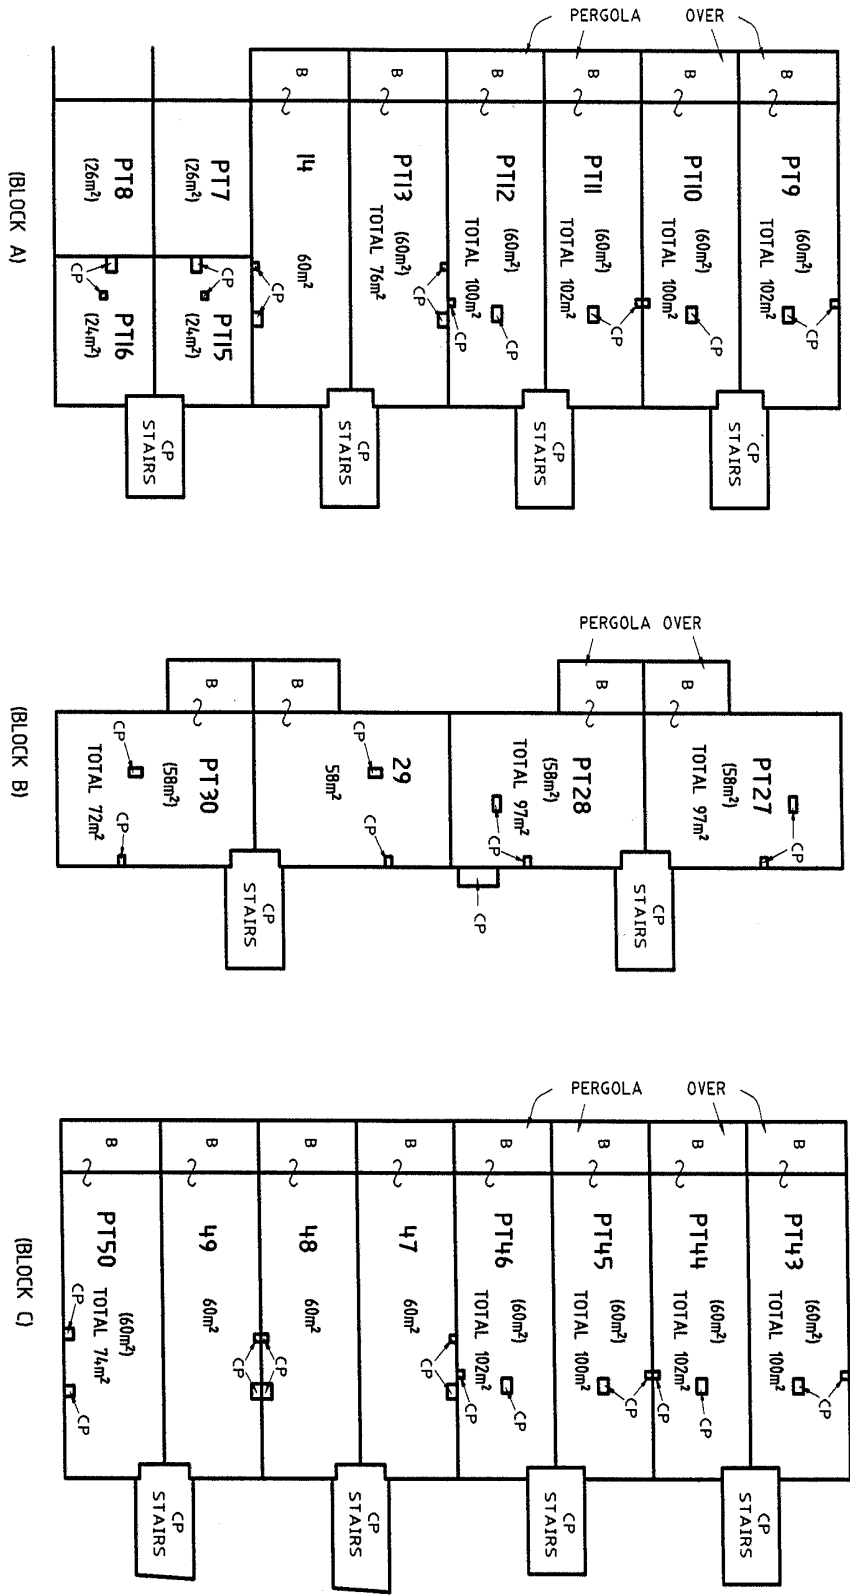 PERGOLA OVER
B
B
B
B
B
B
PT8
(26m²)
PT7
(26m²)
14
60m²
PT13
(60m²)
TOTAL 76m²
PT12
(60m²)
TOTAL 100m²
PT11
(60m²)
TOTAL 102m²
PT10
(60m²)
TOTAL 100m²
PT9
(60m²)
TOTAL 102m²
CP
PT16
(24m²)
CP
PT15
(24m²)
CP
CP
CP
CP
CP
CP
CP
CP
STAIRS
CP
STAIRS
CP
STAIRS
CP
STAIRS
(BLOCK A)
PERGOLA OVER
B
B
B
B
PT30
(58m²)
TOTAL 72m²
CP
CP
29
58m²
CP
CP
PT28
(58m²)
TOTAL 97m²
CP
PT27
(58m²)
TOTAL 97m²
CP
CP
STAIRS
CP
CP
STAIRS
(BLOCK B)
PERGOLA OVER
B
B
B
B
B
B
B
B
PT50
(60m²)
TOTAL 74m²
CP
CP
49
60m²
CP
48
60m²
CP
47
60m²
CP
PT46
(60m²)
TOTAL 102m²
CP
CP
PT45
(60m²)
TOTAL 100m²
CP
PT44
(60m²)
TOTAL 102m²
CP
CP
PT43
(60m²)
TOTAL 100m²
CP
CP
STAIRS
CP
STAIRS
CP
STAIRS
CP
STAIRS
(BLOCK C)